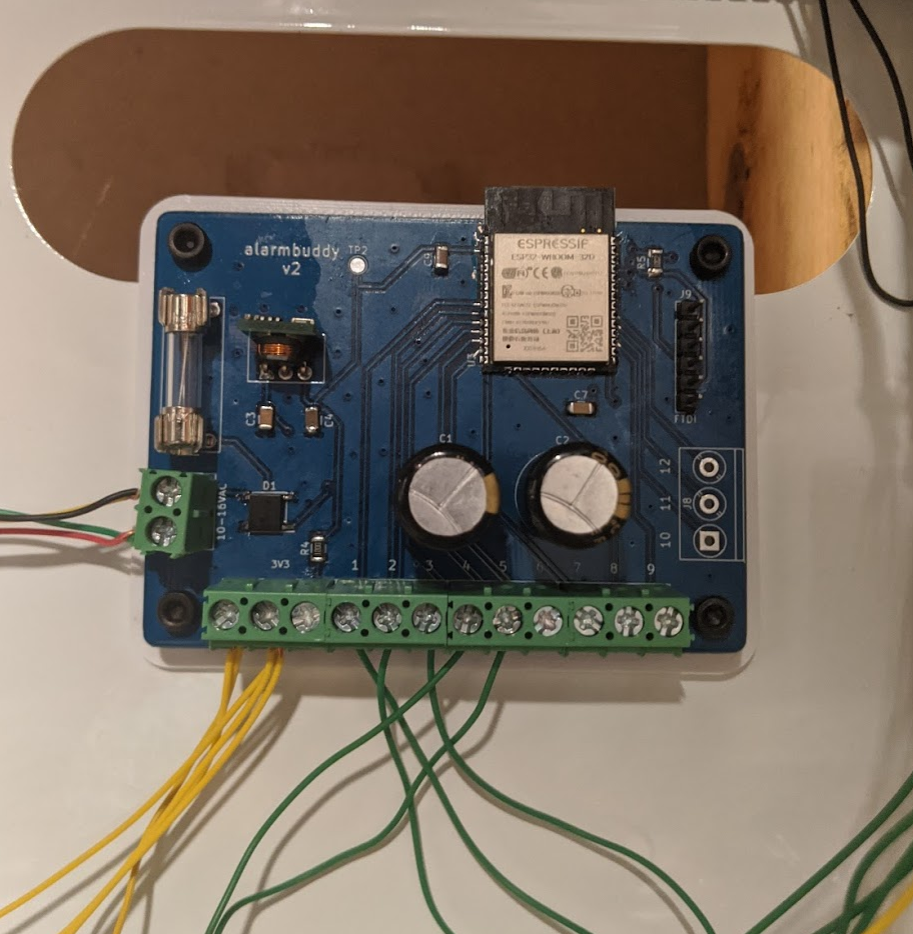 alarmbuddy
v2
TP2
C9
ESPRESSIF
ESP32-WROOM-32D
R5
J9
C3
C4
C7
FTDI
C1
C2
D1
10-16VAC
R4
3V3
1
2
3
4
5
6
7
8
9
12
11
10
J8